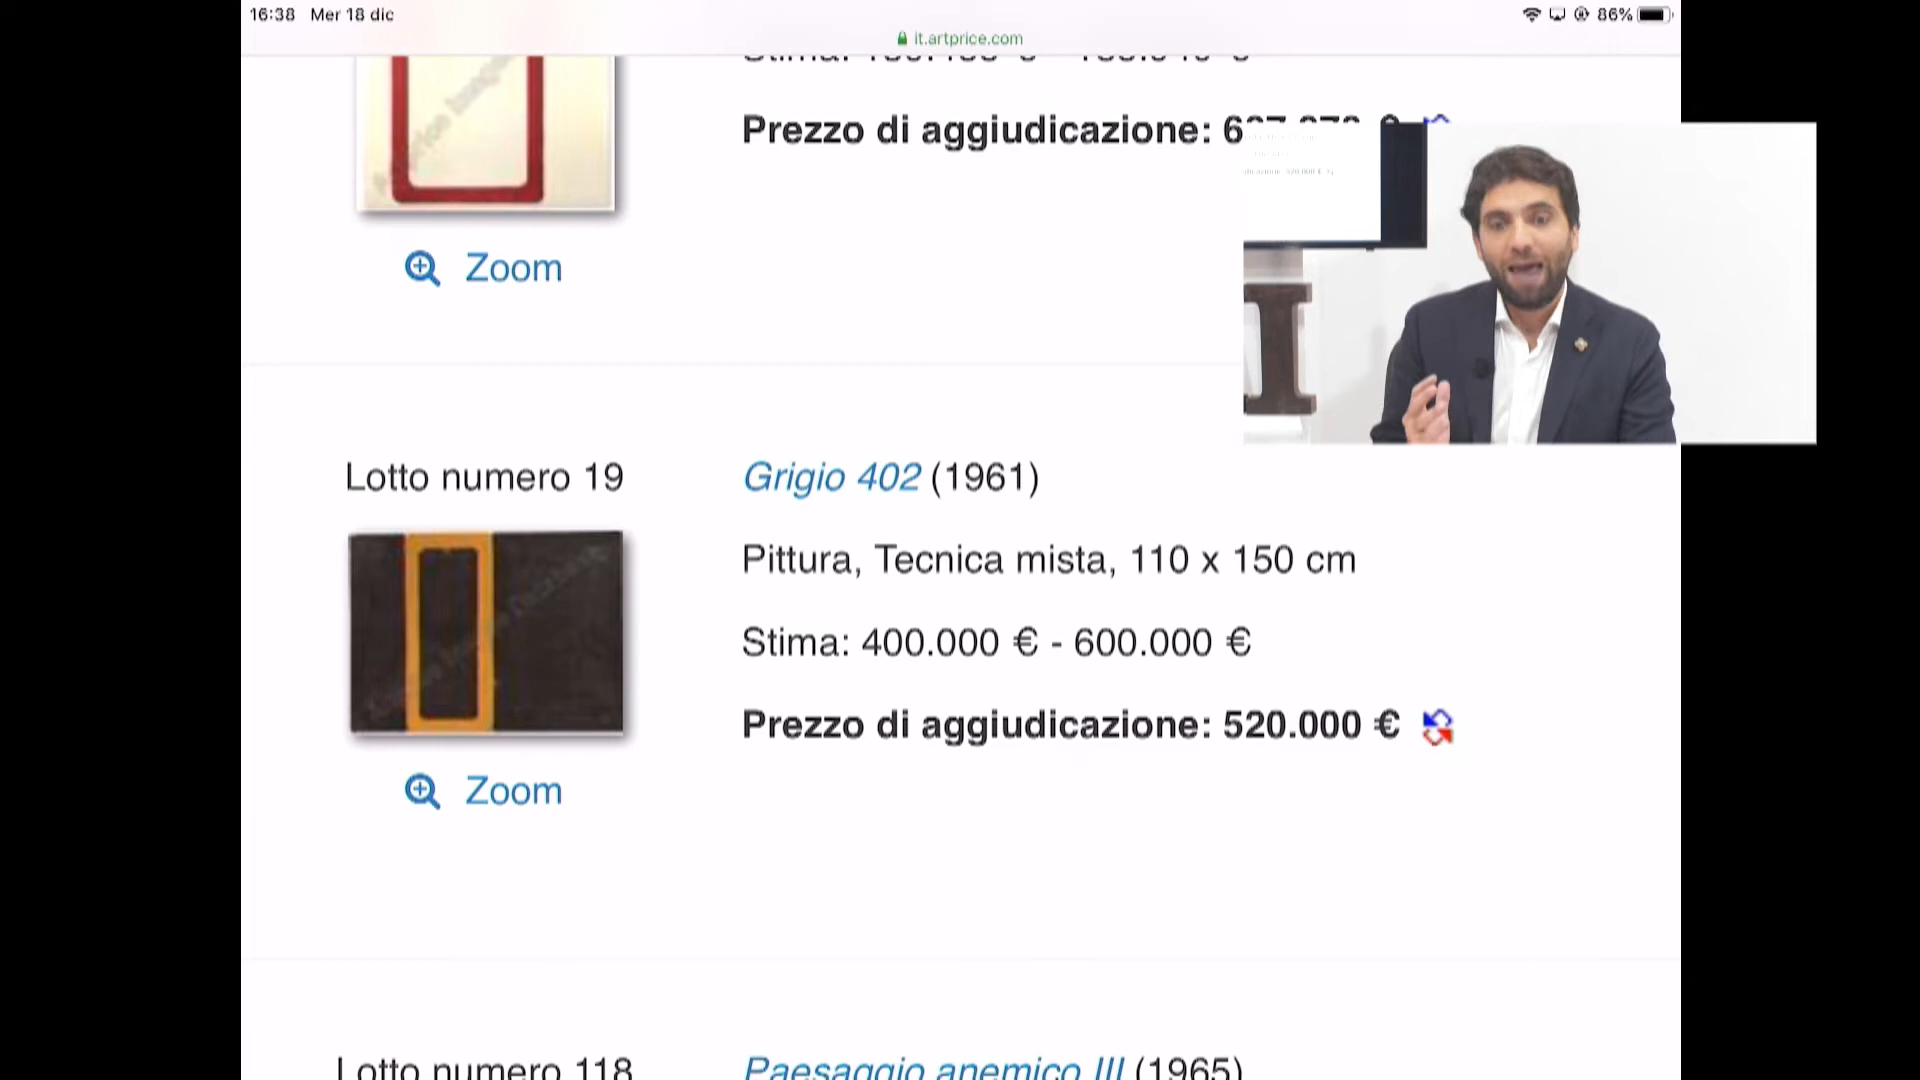 16:38 Mer 18 dic
86%
it.artprice.com
Prezzo di aggiudicazione:
Zoom
Lotto numero 19
Grigio 402 (1961)
Pittura, Tecnica mista, 110 x 150 cm
Stima: 400.000 € - 600.000 €
Prezzo di aggiudicazione: 520.000 €
Zoom
Lotto numero 118
Paesaggio anemico III (1965)